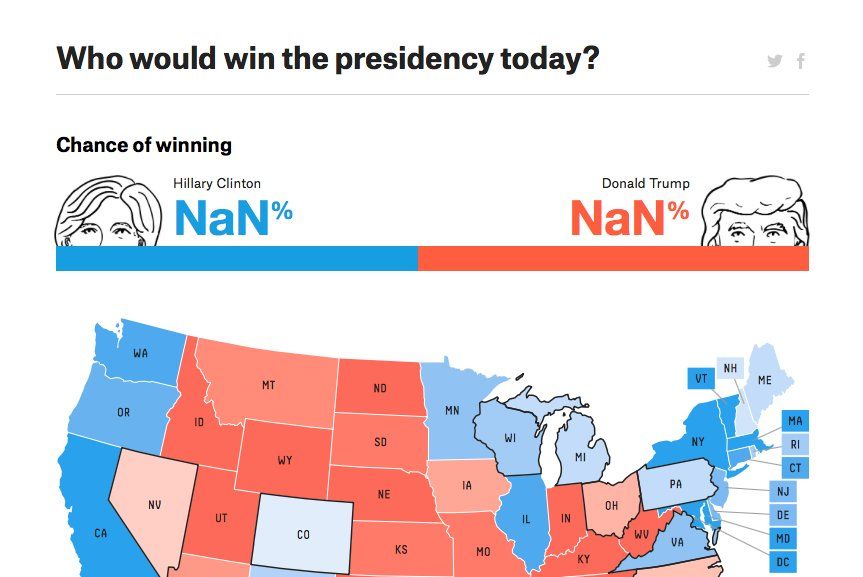 Who would win the presidency today?
Chance of winning
Hillary Clinton
NaN%
Donald Trump
NaN%
WA
MT
ND
MN
VT
NH
ME
OR
ID
SD
WI
MI
NY
MA
RI
CT
WY
NE
IA
PA
NJ
NV
UT
CO
KS
MO
IL
IN
OH
WV
VA
KY
DE
MD
DC
CA